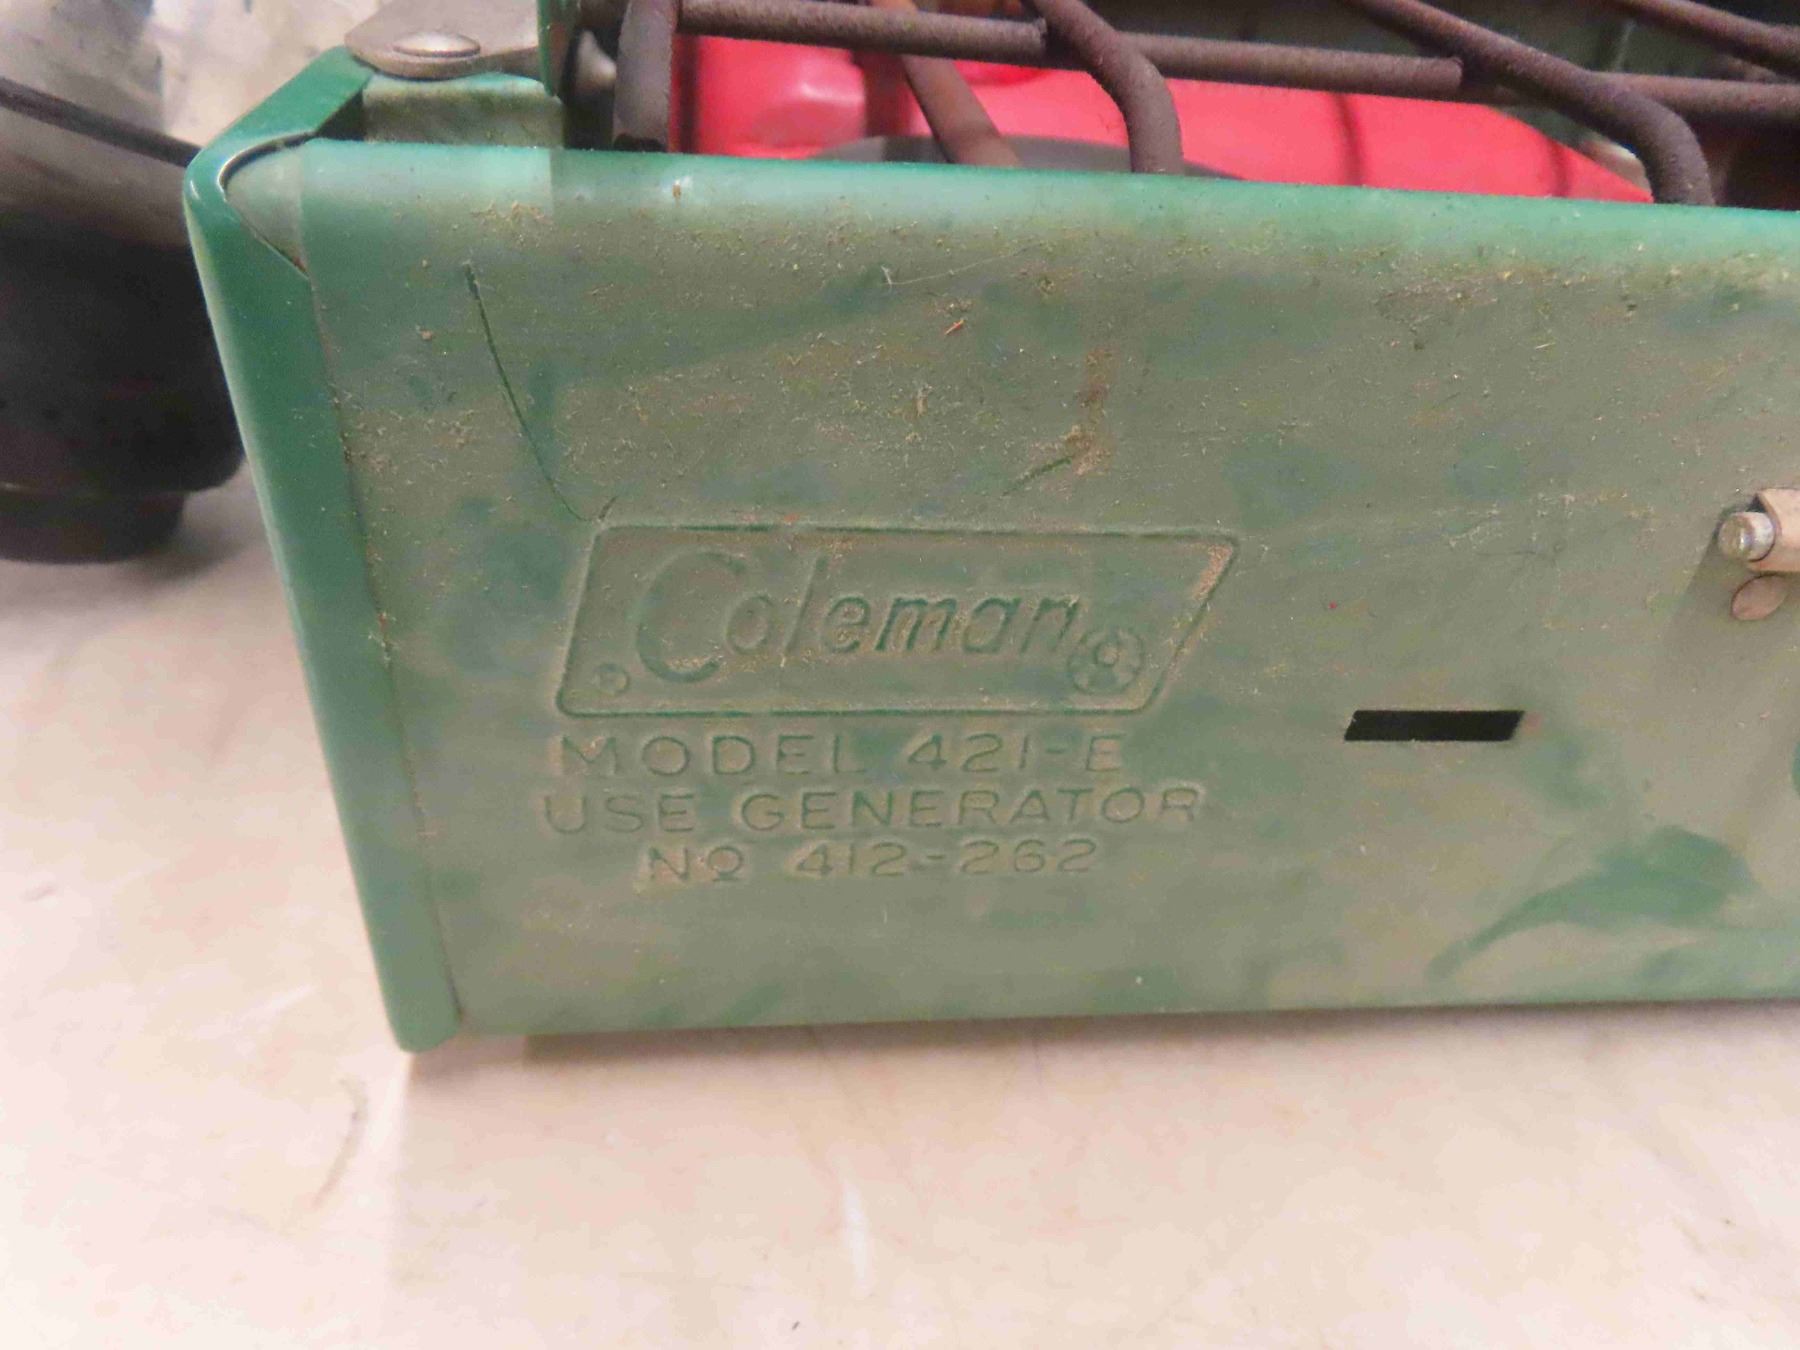 Coleman
MODEL 421-E
USE GENERATOR
Nº 412-262